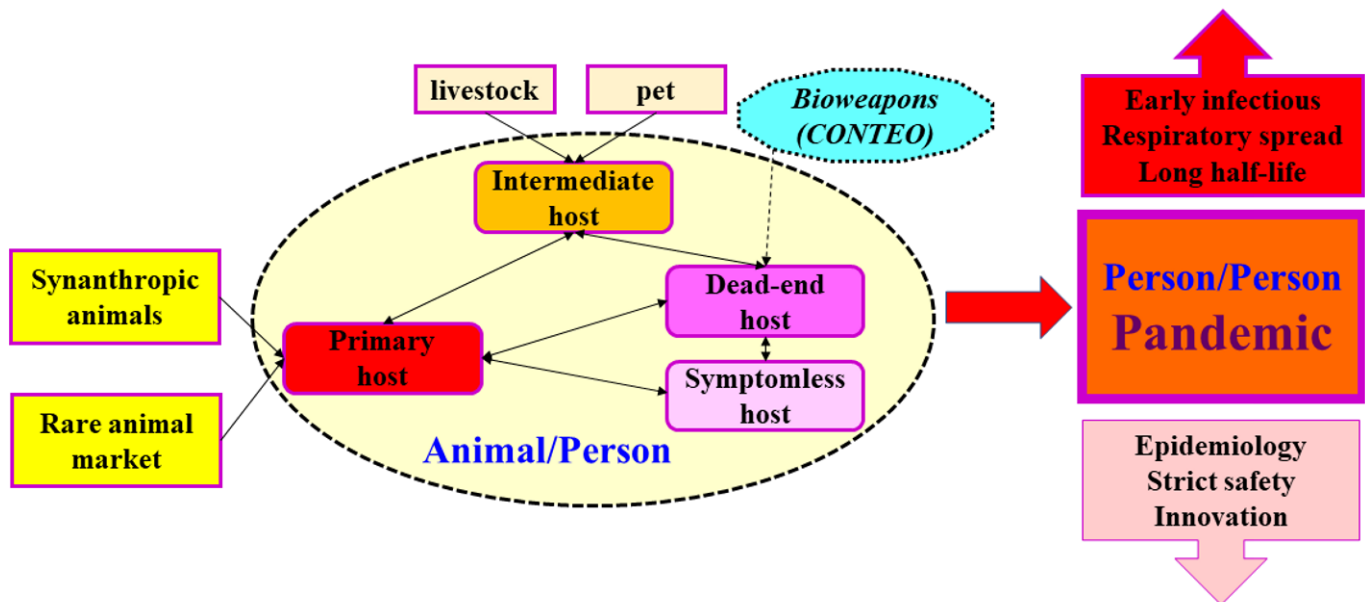 livestock
pet
Bioweapons
(CONTEO)
Early infectious
Respiratory spread
Long half-life
Intermediate
host
Synanthropic
animals
Dead-end
host
Person/Person
Pandemic
Primary
host
Symptomless
host
Rare animal
market
Animal/Person
Epidemiology
Strict safety
Innovation